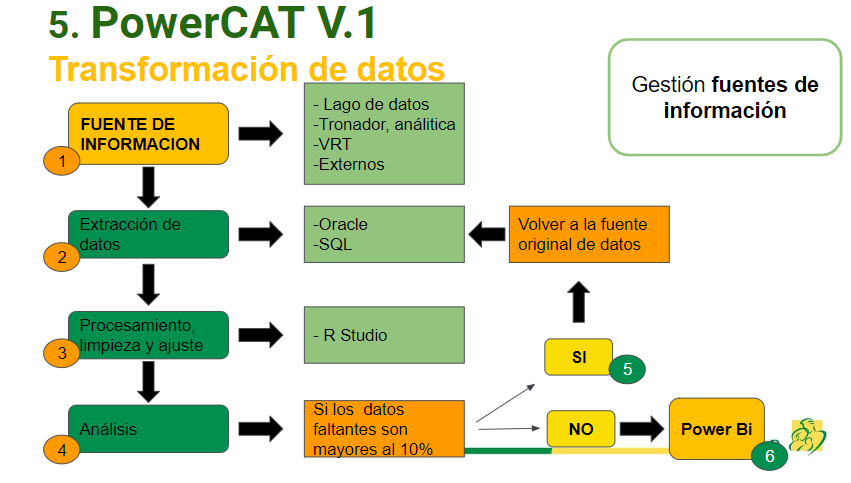 5. PowerCAT V.1
Transformación de datos
Gestión fuentes de
información
FUENTE DE
INFORMACION
1
- Lago de datos
-Tronador, análitica
-VRT
-Externos
Extracción de
datos
2
-Oracle
-SQL
Volver a la fuente
original de datos
Procesamiento,
limpieza y ajuste
3
- R Studio
SI
5
Análisis
4
Si los  datos
faltantes son
mayores al 10%
NO
Power Bi
6